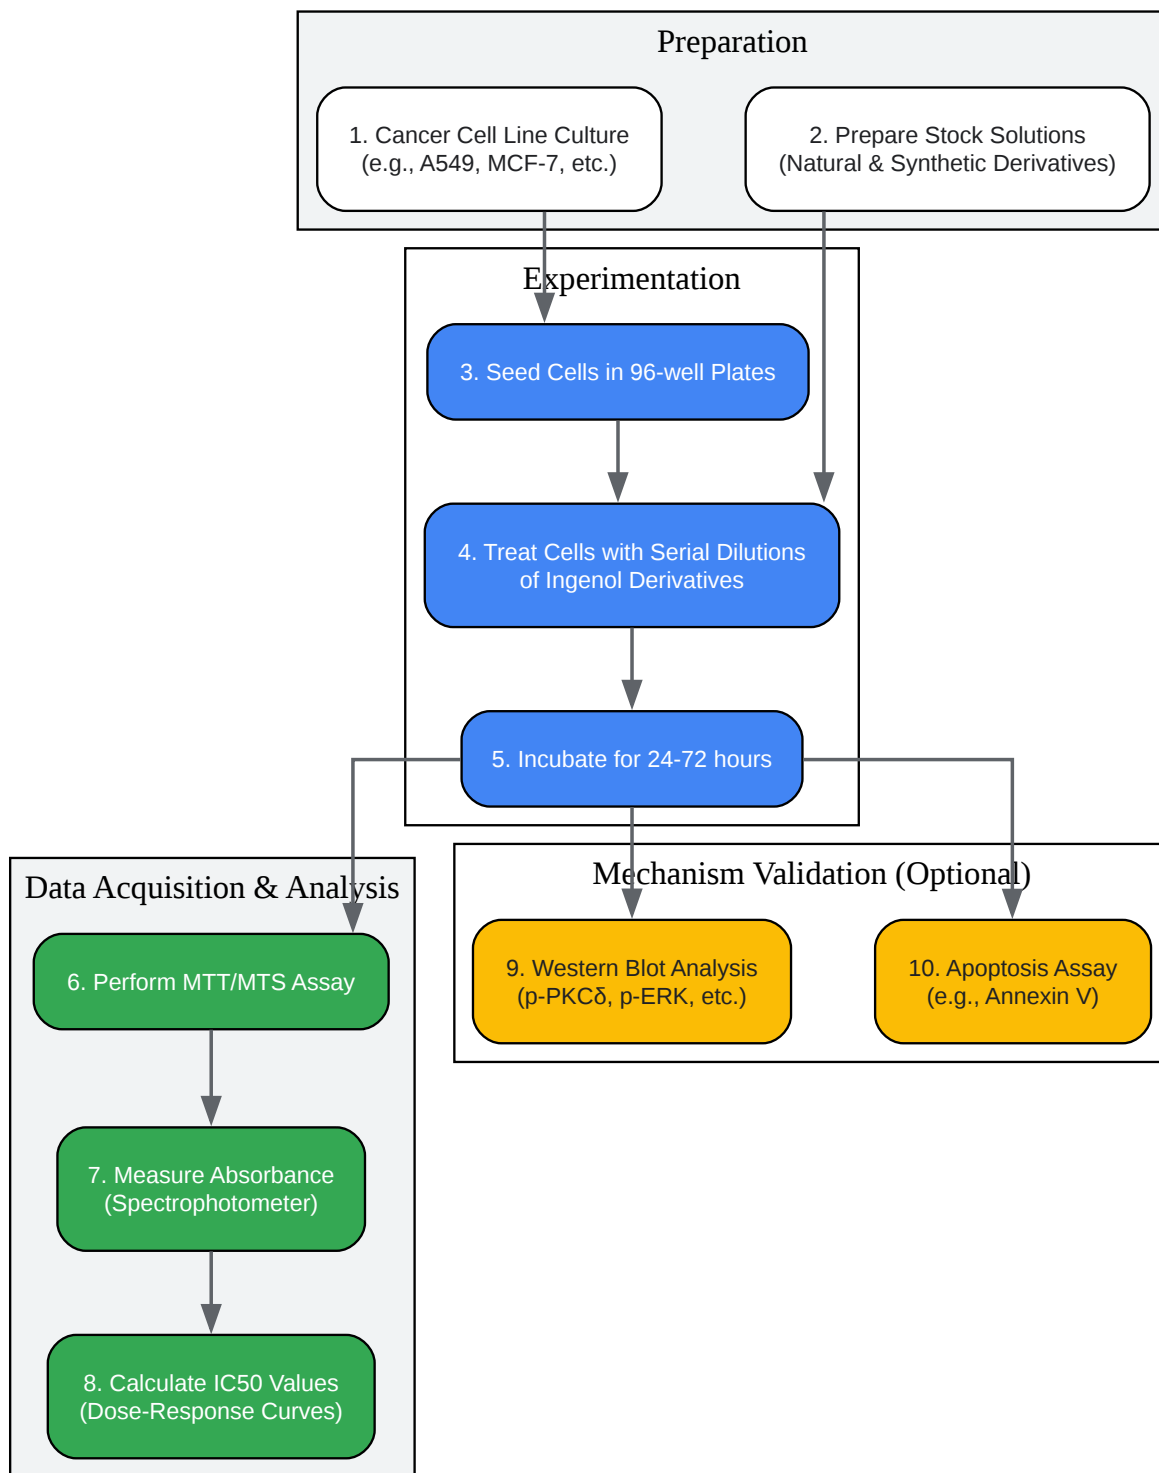 Preparation
1. Cancer Cell Line Culture
(e.g., A549, MCF-7, etc.)
2. Prepare Stock Solutions
(Natural & Synthetic Derivatives)
Experimentation
3. Seed Cells in 96-well Plates
4. Treat Cells with Serial Dilutions
of Ingenol Derivatives
5. Incubate for 24-72 hours
Data Acquisition & Analysis
6. Perform MTT/MTS Assay
7. Measure Absorbance
(Spectrophotometer)
8. Calculate IC50 Values
(Dose-Response Curves)
Mechanism Validation (Optional)
9. Western Blot Analysis
(p-PKCδ, p-ERK, etc.)
10. Apoptosis Assay
(e.g., Annexin V)